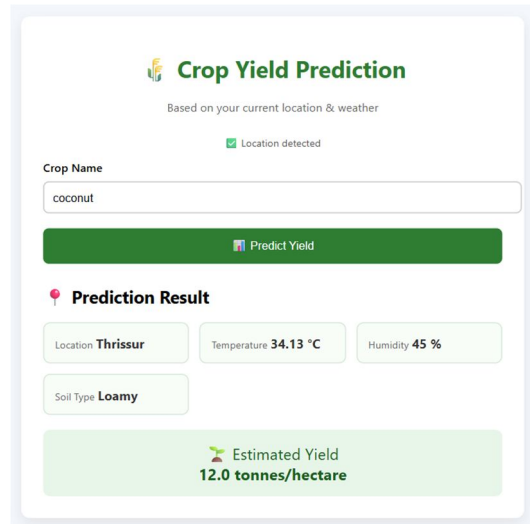 Crop Yield Prediction
Based on your current location & weather
Location detected
Crop Name
coconut
Predict Yield
Prediction Result
Location Thrissur
Temperature 34.13 °C
Humidity 45 %
Soil Type Loamy
Estimated Yield
12.0 tonnes/hectare